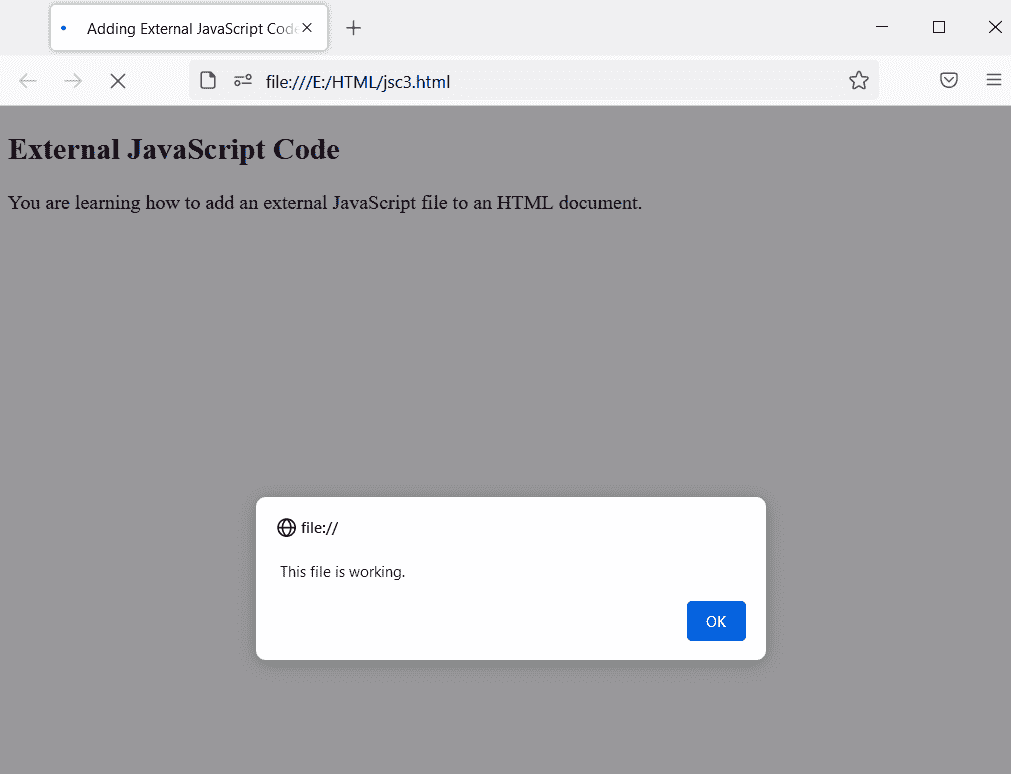 Adding External JavaScript Cod
file:///E:/HTML/jsc3.html
External JavaScript Code
You are learning how to add an external JavaScript file to an HTML document.
file://
This file is working.
OK